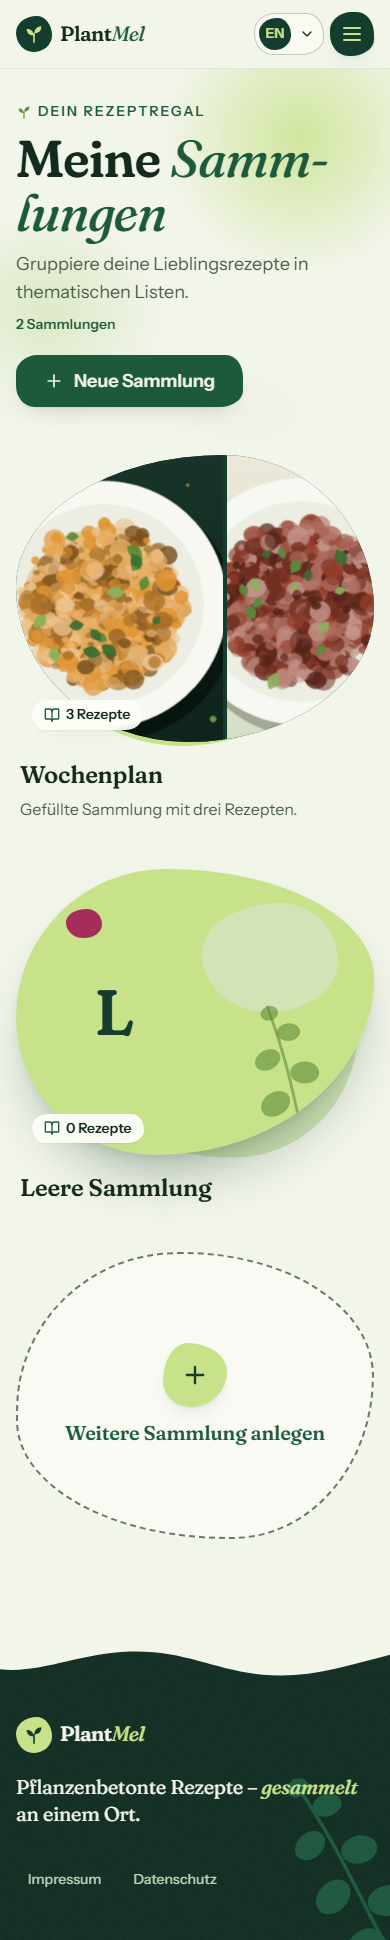 PlantMel
EN
DEIN REZEPTREGAL
Meine Samm-
lungen
Gruppiere deine Lieblingsrezepte in
thematischen Listen.
2 Sammlungen
Neue Sammlung
3 Rezepte
Wochenplan
Gefüllte Sammlung mit drei Rezepten.
L
0 Rezepte
Leere Sammlung
Weitere Sammlung anlegen
PlantMel
Pflanzenbetonte Rezepte – gesammelt
an einem Ort.
Impressum Datenschutz